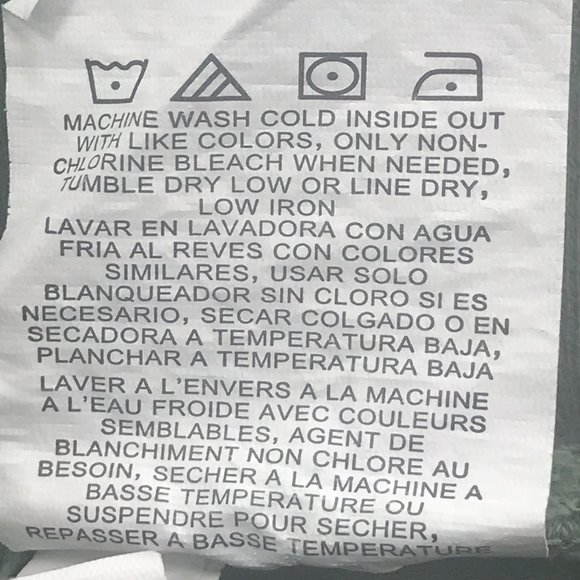 MACHINE WASH COLD INSIDE OUT
WITH LIKE COLORS, ONLY NON-
CHLORINE BLEACH WHEN NEEDED,
TUMBLE DRY LOW OR LINE DRY,
LOW IRON
LAVAR EN LAVADORA CON AGUA
FRIA AL REVES CON COLORES
SIMILARES, USAR SOLO
BLANQUEADOR SIN CLORO SI ES
NECESARIO, SECAR COLGADO O EN
SECADORA A TEMPERATURA BAJA,
PLANCHAR A TEMPERATURA BAJA
LAVER A L'ENVERS A LA MACHINE
A L'EAU FROIDE AVEC COULEURS
SEMBLABLES, AGENT DE
BLANCHIMENT NON CHLORE AU
BESOIN, SECHER A LA MACHINE A
BASSE TEMPERATURE OU
SUSPENDRE POUR SECHER,
REPASSER A BASSE TEMPERATURE